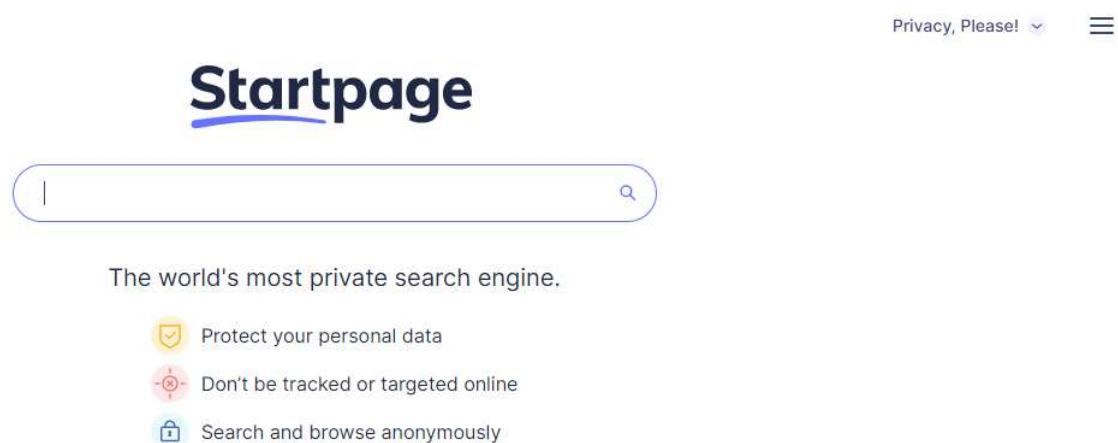 Privacy, Please!
Startpage
The world's most private search engine.
Protect your personal data
Don't be tracked or targeted online
Search and browse anonymously